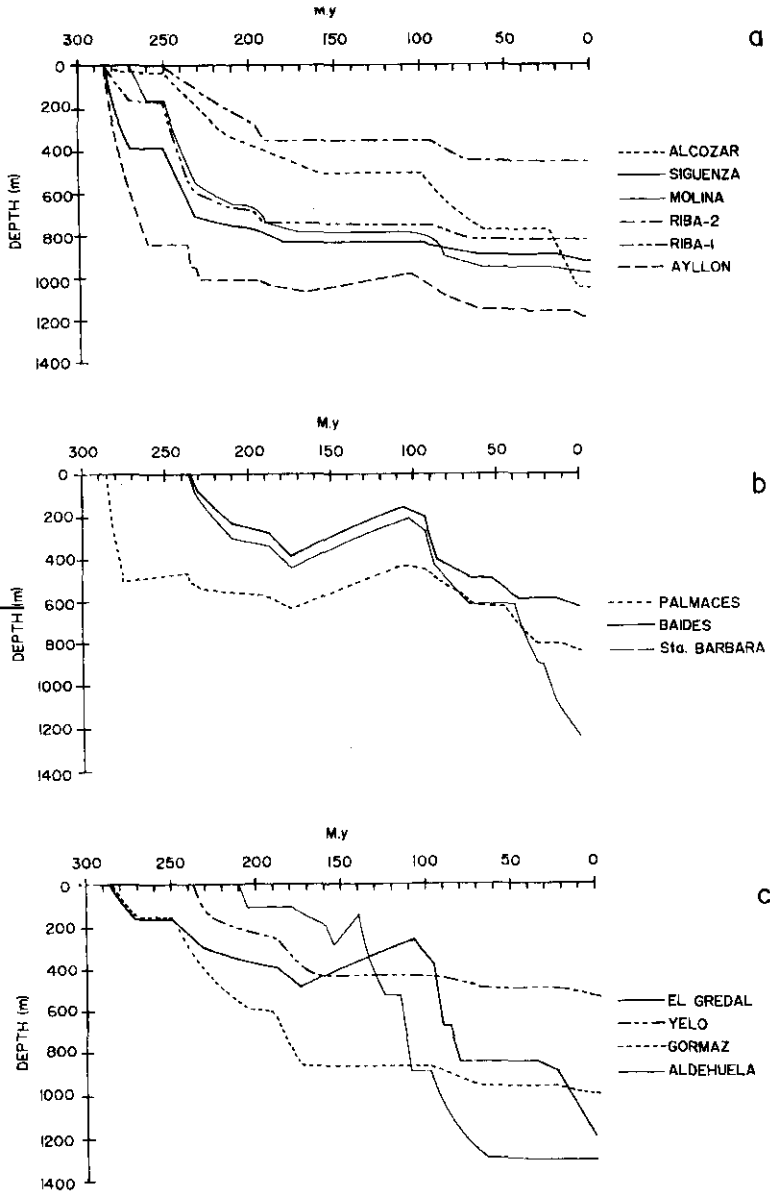 M.y
300 250 200 150 100 50 0
a
0
200
400
600
800
1000
1200
1400
DEPTH (m)
ALCOZAR
SIGUENZA
MOLINA
RIBA-2
RIBA-1
AYLLON
M.y
300 250 200 150 100 50 0
b
0
200
400
600
800
1000
1200
1400
DEPTH (m)
PALMACES
BAIDES
Sta. BARBARA
M.y
300 250 200 150 100 50 0
c
0
200
400
600
800
1000
1200
1400
DEPTH (m)
EL GREDAL
YELO
GORMAZ
ALDEHUELA